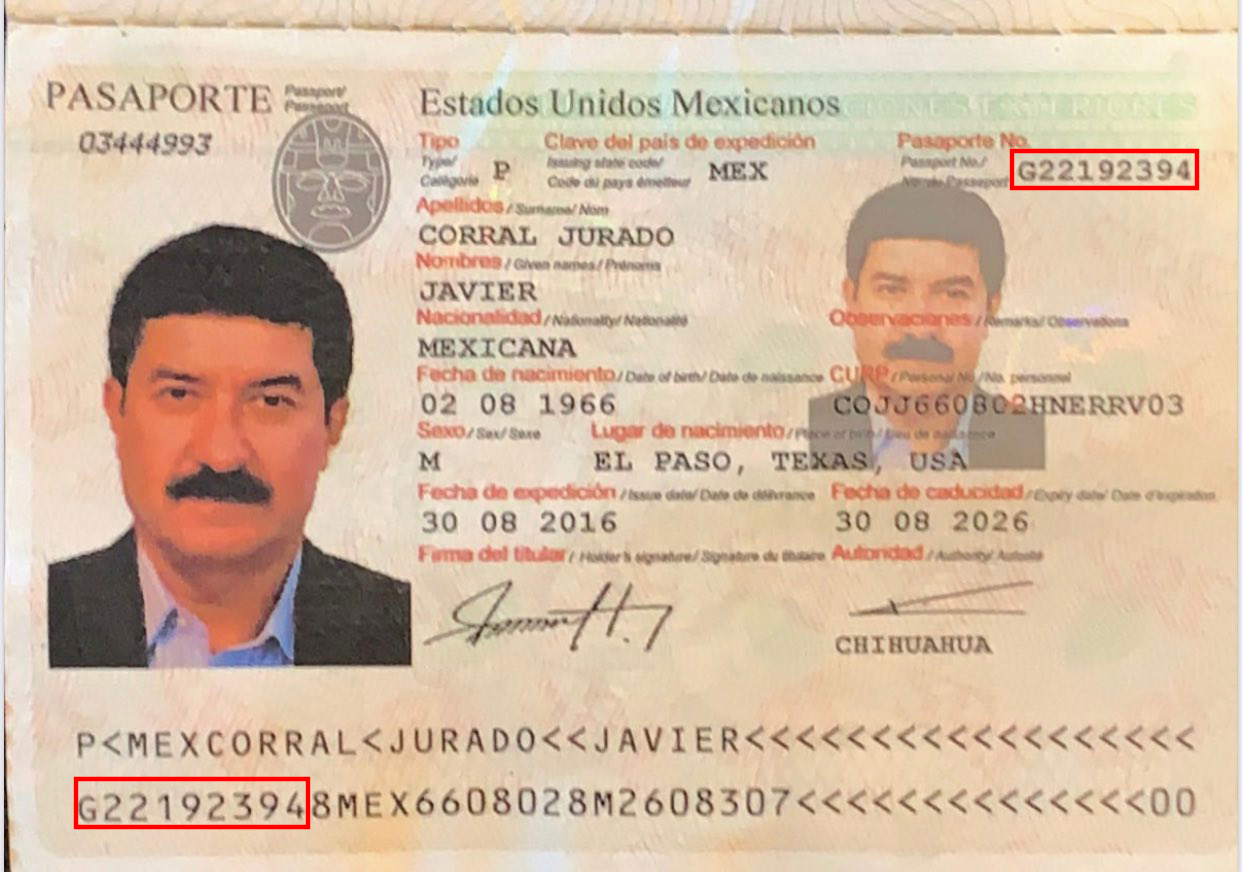 PASAPORTE Passport/ Passeport
03444993
Estados Unidos Mexicanos
Tipo Clave del país de expedición Pasaporte No.
Type/ Issuing state code/ Passport No./
Catégorie P Code du pays émetteur MEX No. du Passeport G22192394
Apellidos / Surname/ Nom
CORRAL JURADO
Nombres / Given names/ Prénoms
JAVIER
Nacionalidad / Nationality/ Nationalité Observaciones / Remarks/ Observations
MEXICANA
Fecha de nacimiento / Date of birth/ Date de naissance CURP / Personal No./No. personnel
02 08 1966 COJJ660802HNERRV03
Sexo / Sex/ Sexe Lugar de nacimiento / Place of birth/ Lieu de naissance
M EL PASO, TEXAS, USA
Fecha de expedición / Issue date/ Date de délivrance Fecha de caducidad / Expiry date/ Date d'expiration
30 08 2016 30 08 2026
Firma del titular / Holder's signature/ Signature du titulaire Autoridad / Authority/ Autorité
CHIHUAHUA
P<MEXCORRAL<JURADO<<JAVIER<<<<<<<<<<<<<<<<<<
G221923948MEX6608028M2608307<<<<<<<<<<<<<<00